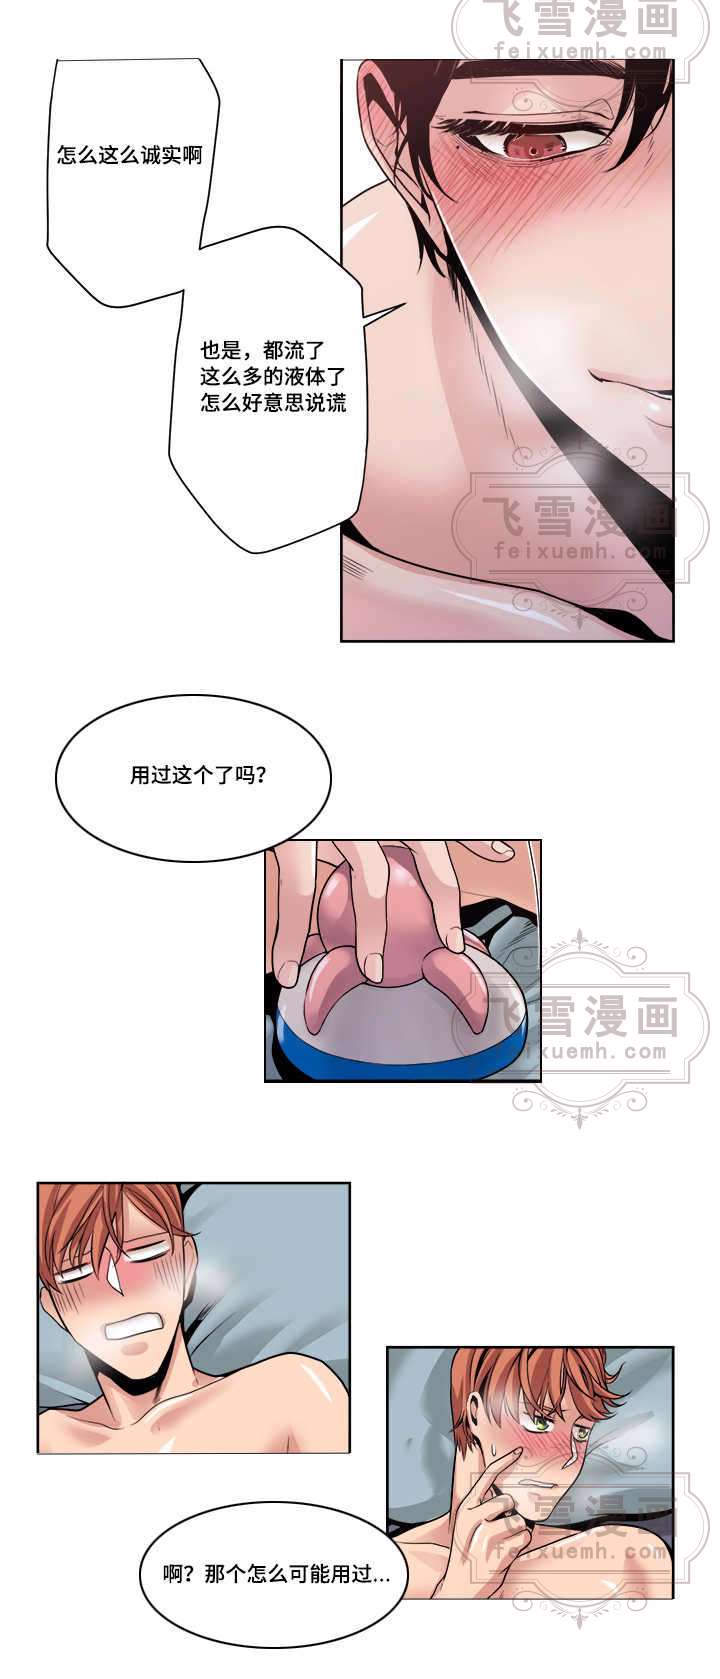 飞雪漫画
feixuemh.com
怎么这么诚实啊
也是，都流了
这么多的液体了
怎么好意思说谎
飞雪漫画
feixuemh.com
用过这个了吗？
飞雪漫画
feixuemh.com
飞雪漫画
feixuemh.com
啊？那个怎么可能用过...